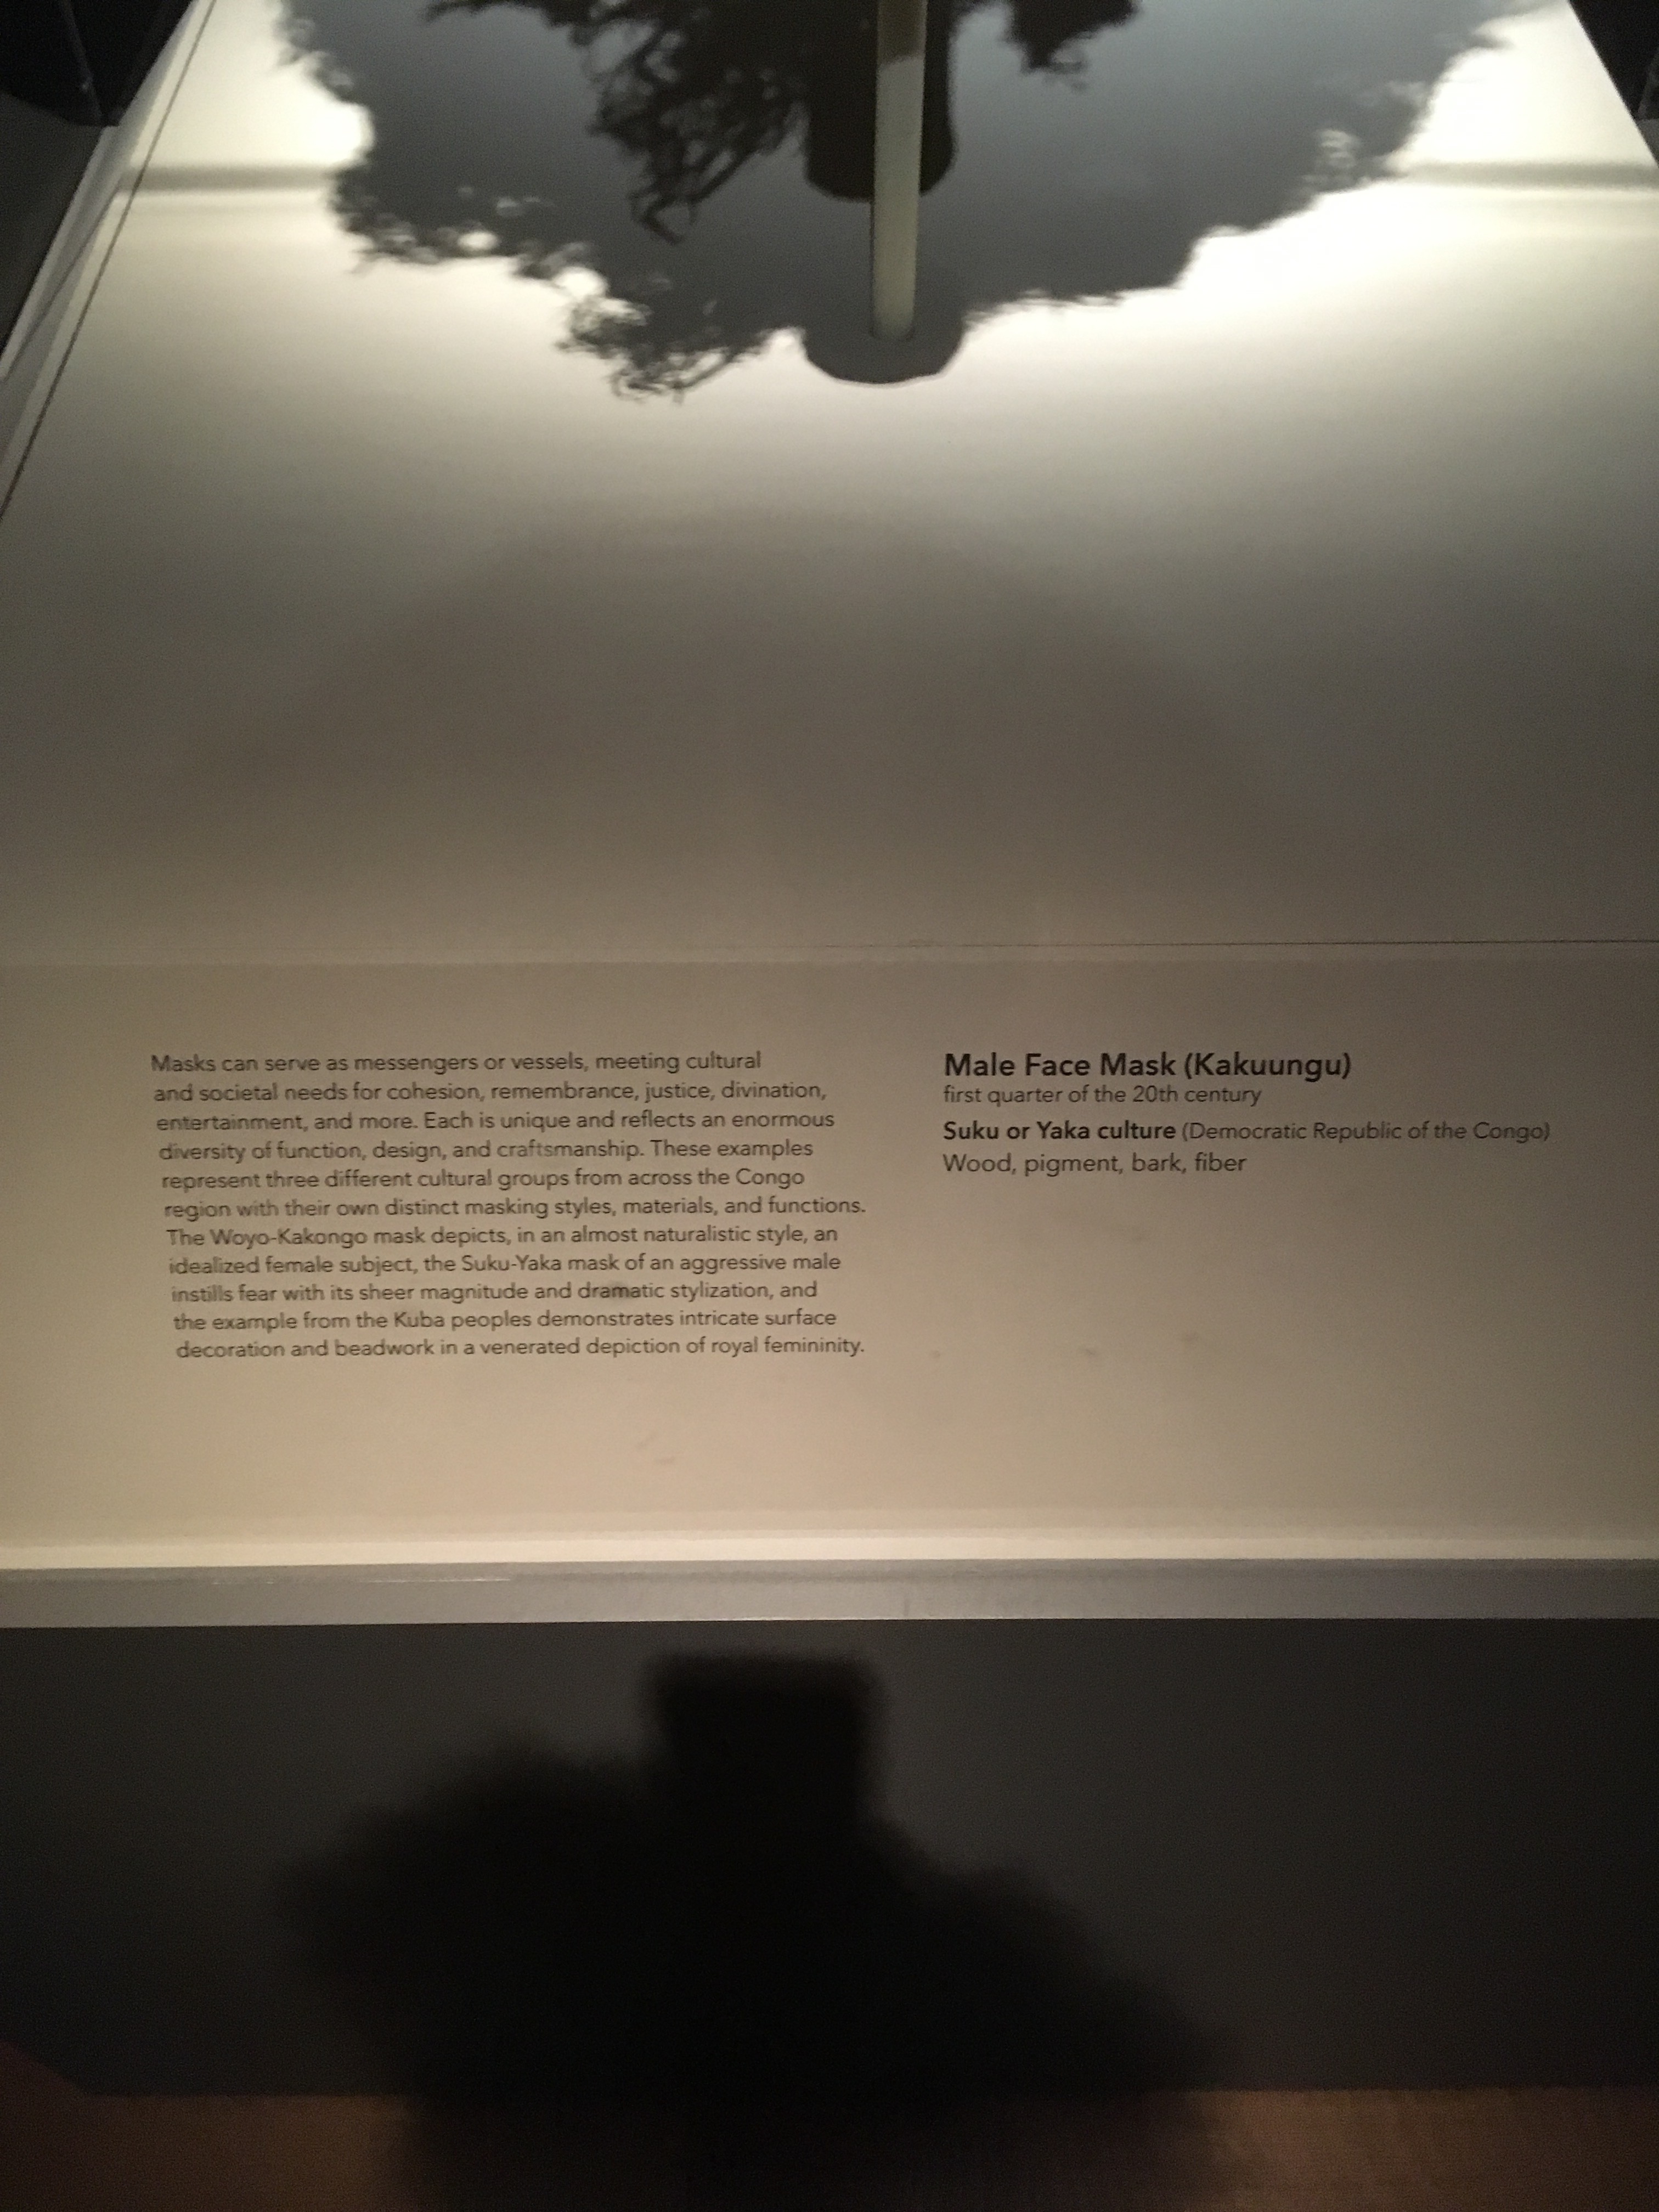 Masks can serve as messengers or vessels, meeting cultural
and societal needs for cohesion, remembrance, justice, divination,
entertainment, and more. Each is unique and reflects an enormous
diversity of function, design, and craftsmanship. These examples
represent three different cultural groups from across the Congo
region with their own distinct masking styles, materials, and functions.
The Woyo-Kakongo mask depicts, in an almost naturalistic style, an
idealized female subject, the Suku-Yaka mask of an aggressive male
instills fear with its sheer magnitude and dramatic stylization, and
the example from the Kuba peoples demonstrates intricate surface
decoration and beadwork in a venerated depiction of royal femininity.
Male Face Mask (Kakuungu)
first quarter of the 20th century
Suku or Yaka culture (Democratic Republic of the Congo)
Wood, pigment, bark, fiber